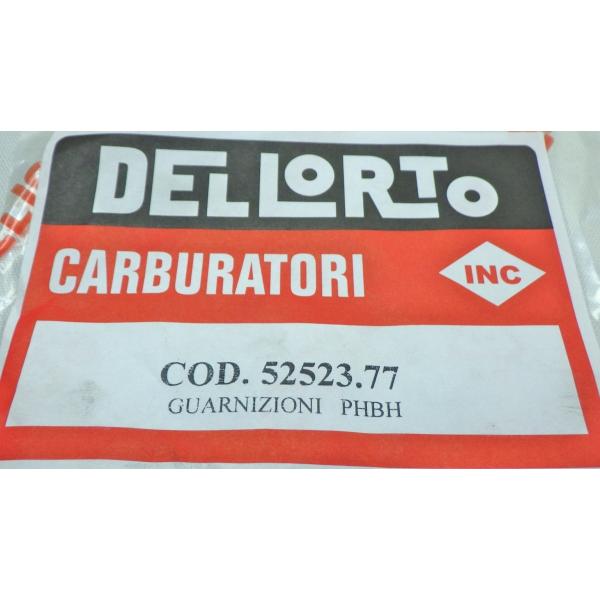 DELLORTO
CARBURATORI
INC
COD. 52523.77
GUARNIZIONI PHBH